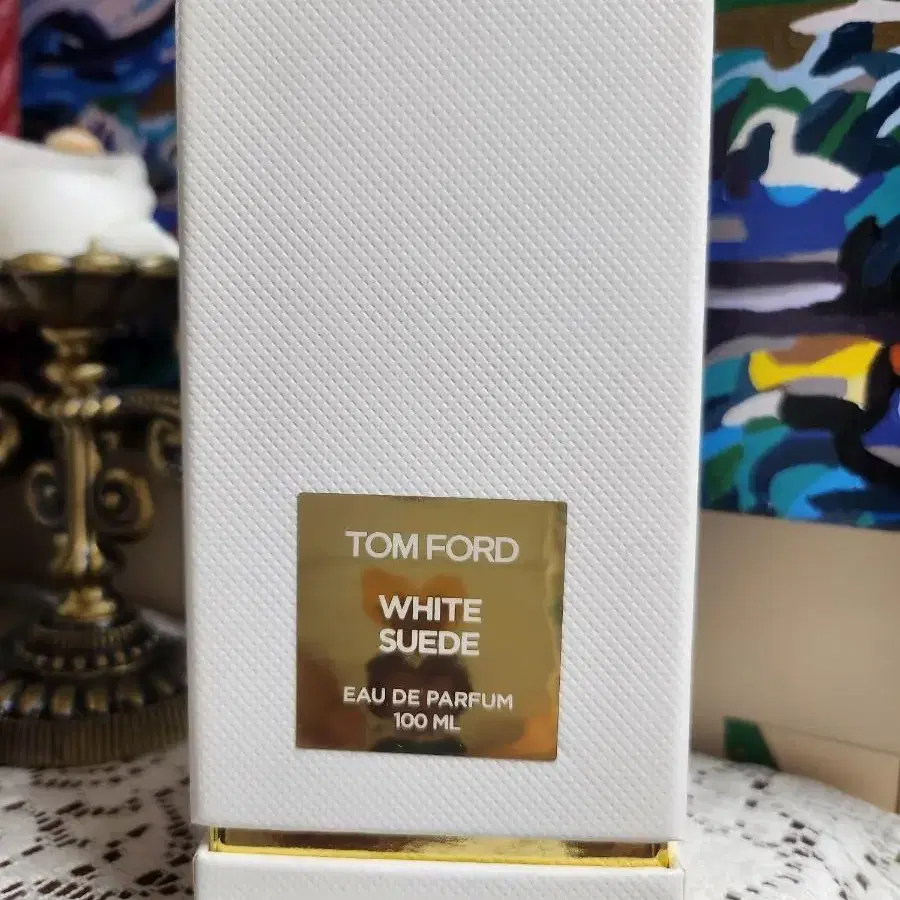 TOM FORD
WHITE
SUEDE
EAU DE PARFUM
100 ML